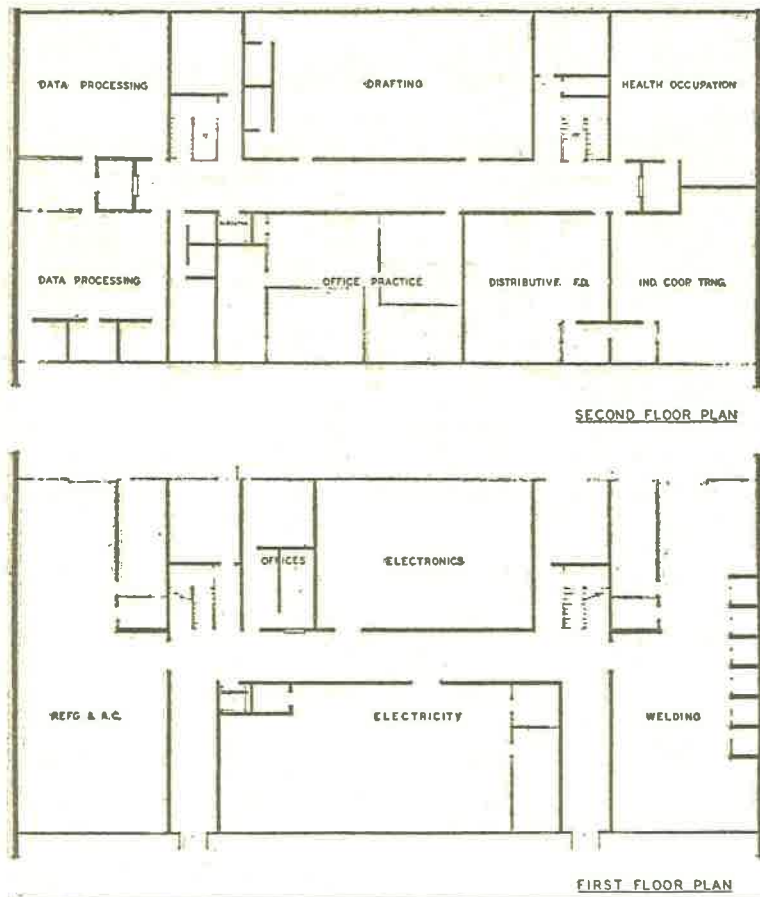 DATA PROCESSING
DRAFTING
HEALTH OCCUPATION
DATA PROCESSING
OFFICE PRACTICE
DISTRIBUTIVE ED.
IND. COOP TRNG.
SECOND FLOOR PLAN
OFFICES
ELECTRONICS
REFG & A.C.
ELECTRICITY
WELDING
FIRST FLOOR PLAN